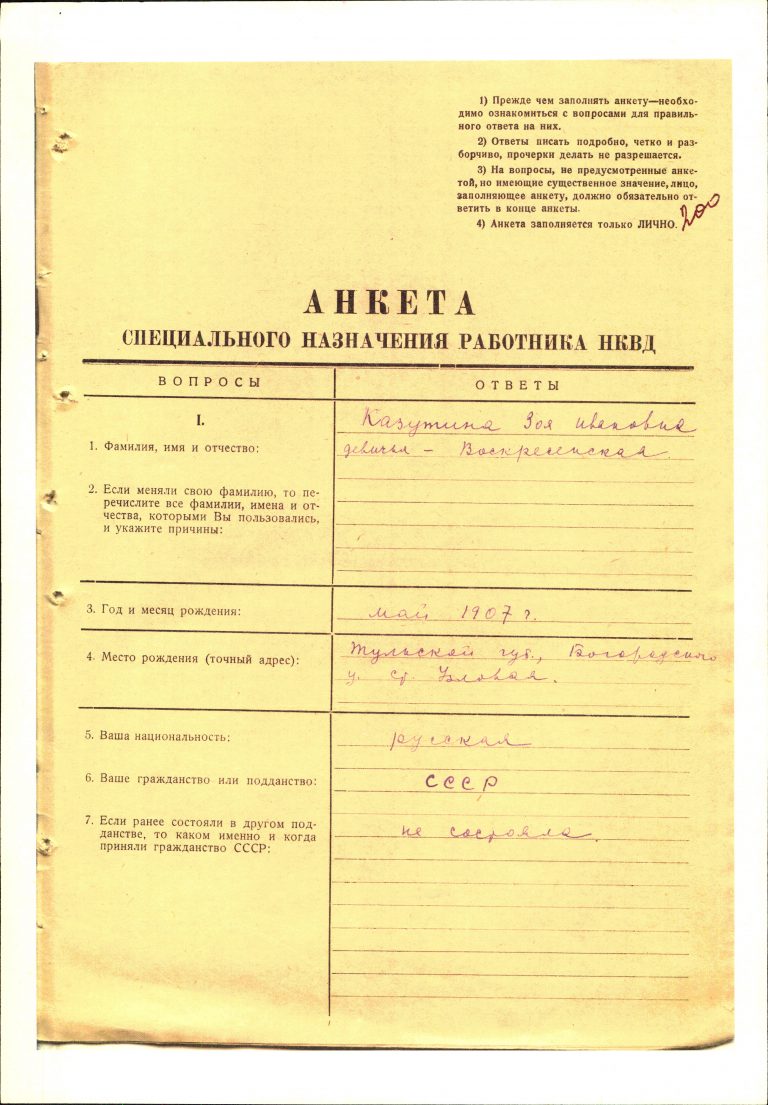 1) Прежде чем заполнять анкету—необхо-
димо ознакомиться с вопросами для правиль-
ного ответа на них.
2) Ответы писать подробно, четко и раз-
борчиво, прочерки делать не разрешается.
3) На вопросы, не предусмотренные анке-
той, но имеющие существенное значение, лицо,
заполняющее анкету, должно обязательно от-
ветить в конце анкеты.
4) Анкета заполняется только ЛИЧНО.
200
АНКЕТА
СПЕЦИАЛЬНОГО НАЗНАЧЕНИЯ РАБОТНИКА НКВД
ВОПРОСЫ
ОТВЕТЫ
I.
1. Фамилия, имя и отчество:
Казутина Зоя Ивановна
девичья – Воскресенская.
2. Если меняли свою фамилию, то пе-
речислите все фамилии, имена и от-
чества, которыми Вы пользовались,
и укажите причины:
3. Год и месяц рождения:
май 1907 г.
4. Место рождения (точный адрес):
Тульской губ., Богородского
у. ст. Узловая.
5. Ваша национальность:
русская
6. Ваше гражданство или подданство:
СССР
7. Если ранее состояли в другом под-
данстве, то каком именно и когда
приняли гражданство СССР:
не состояла.